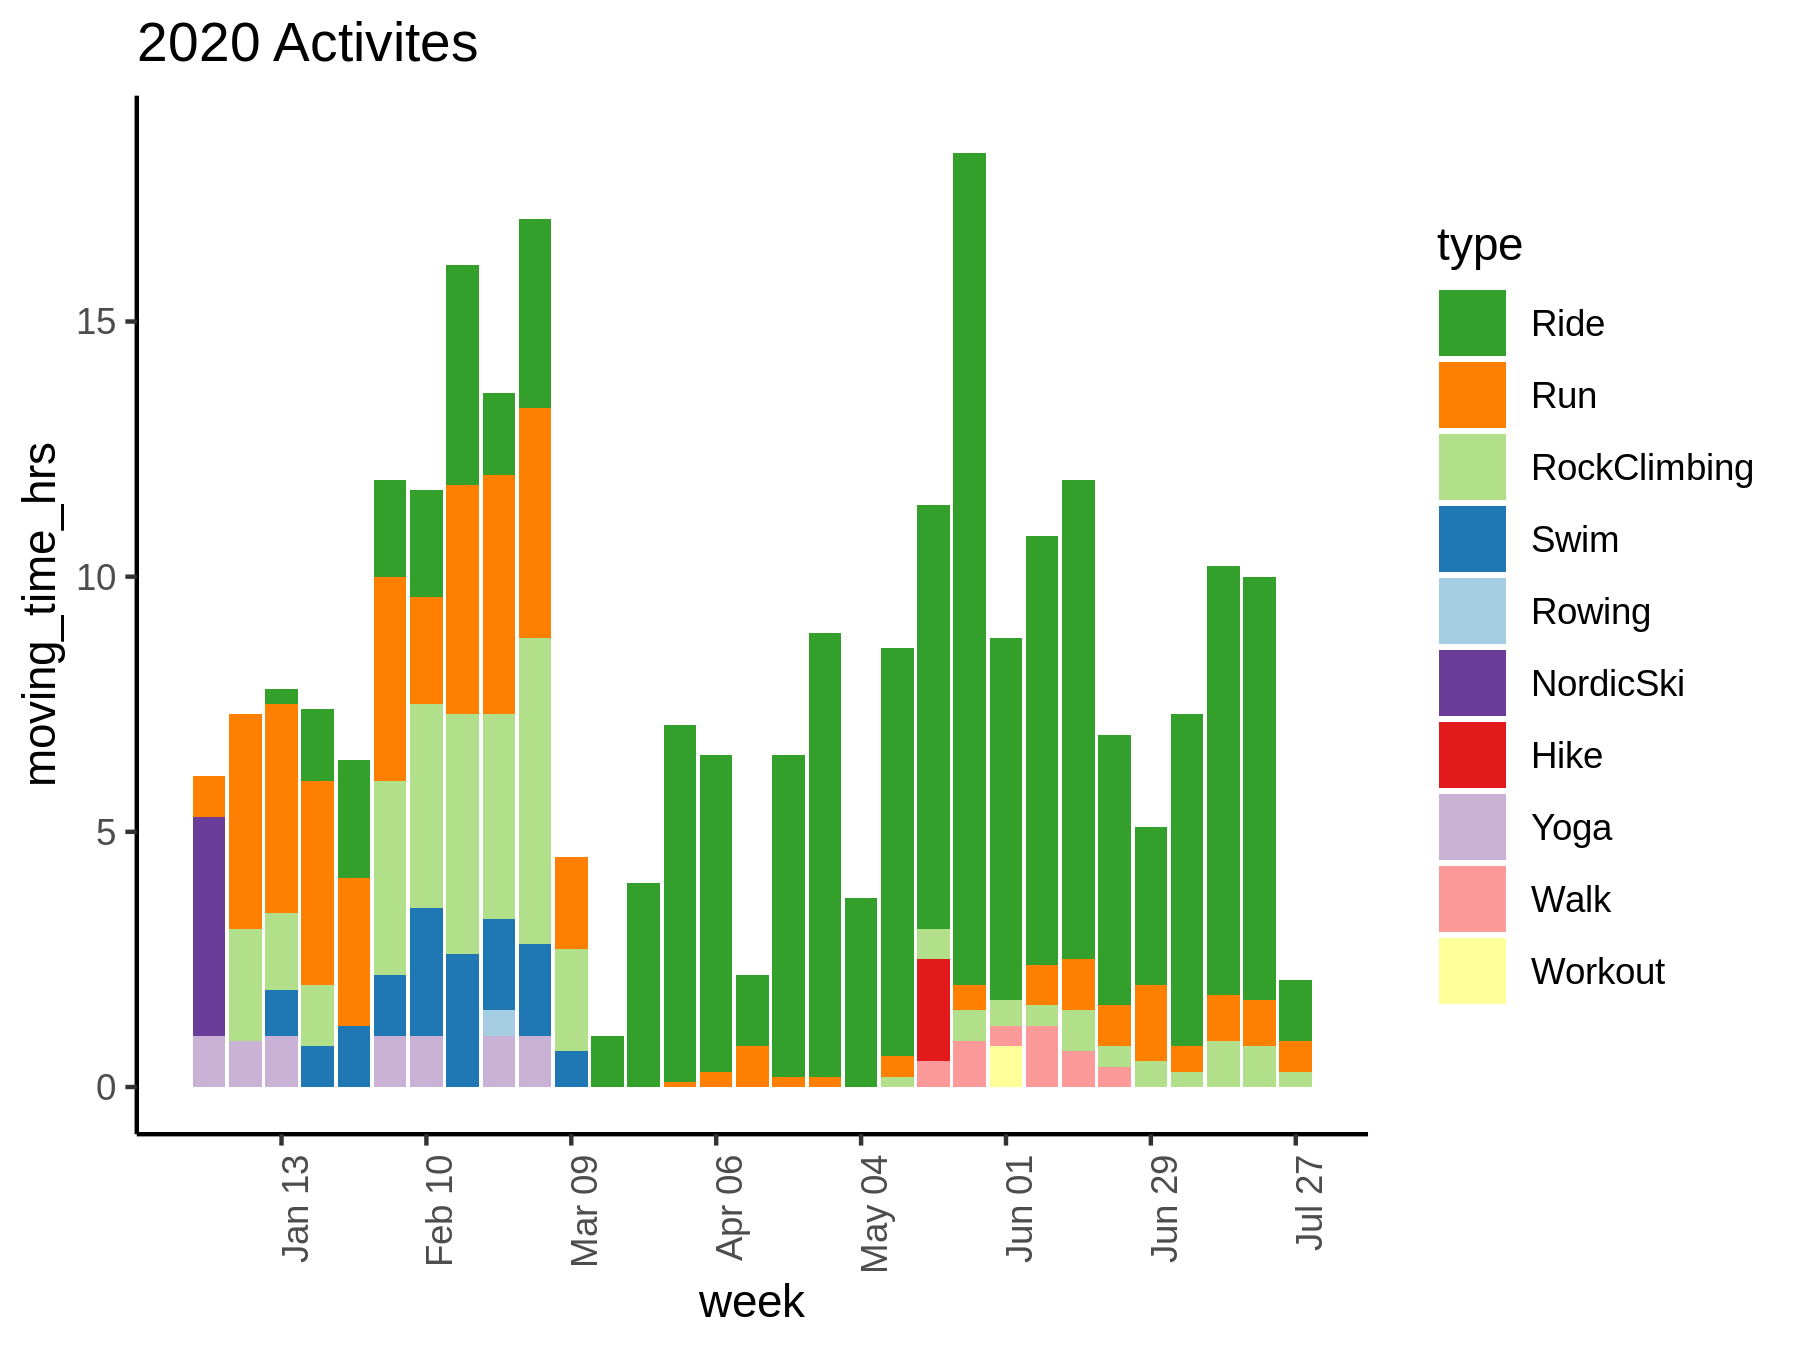 2020 Activites
moving_time_hrs
15
10
5
0
Jan 13
Feb 10
Mar 09
Apr 06
May 04
Jun 01
Jun 29
Jul 27
week
type
Ride
Run
RockClimbing
Swim
Rowing
NordicSki
Hike
Yoga
Walk
Workout